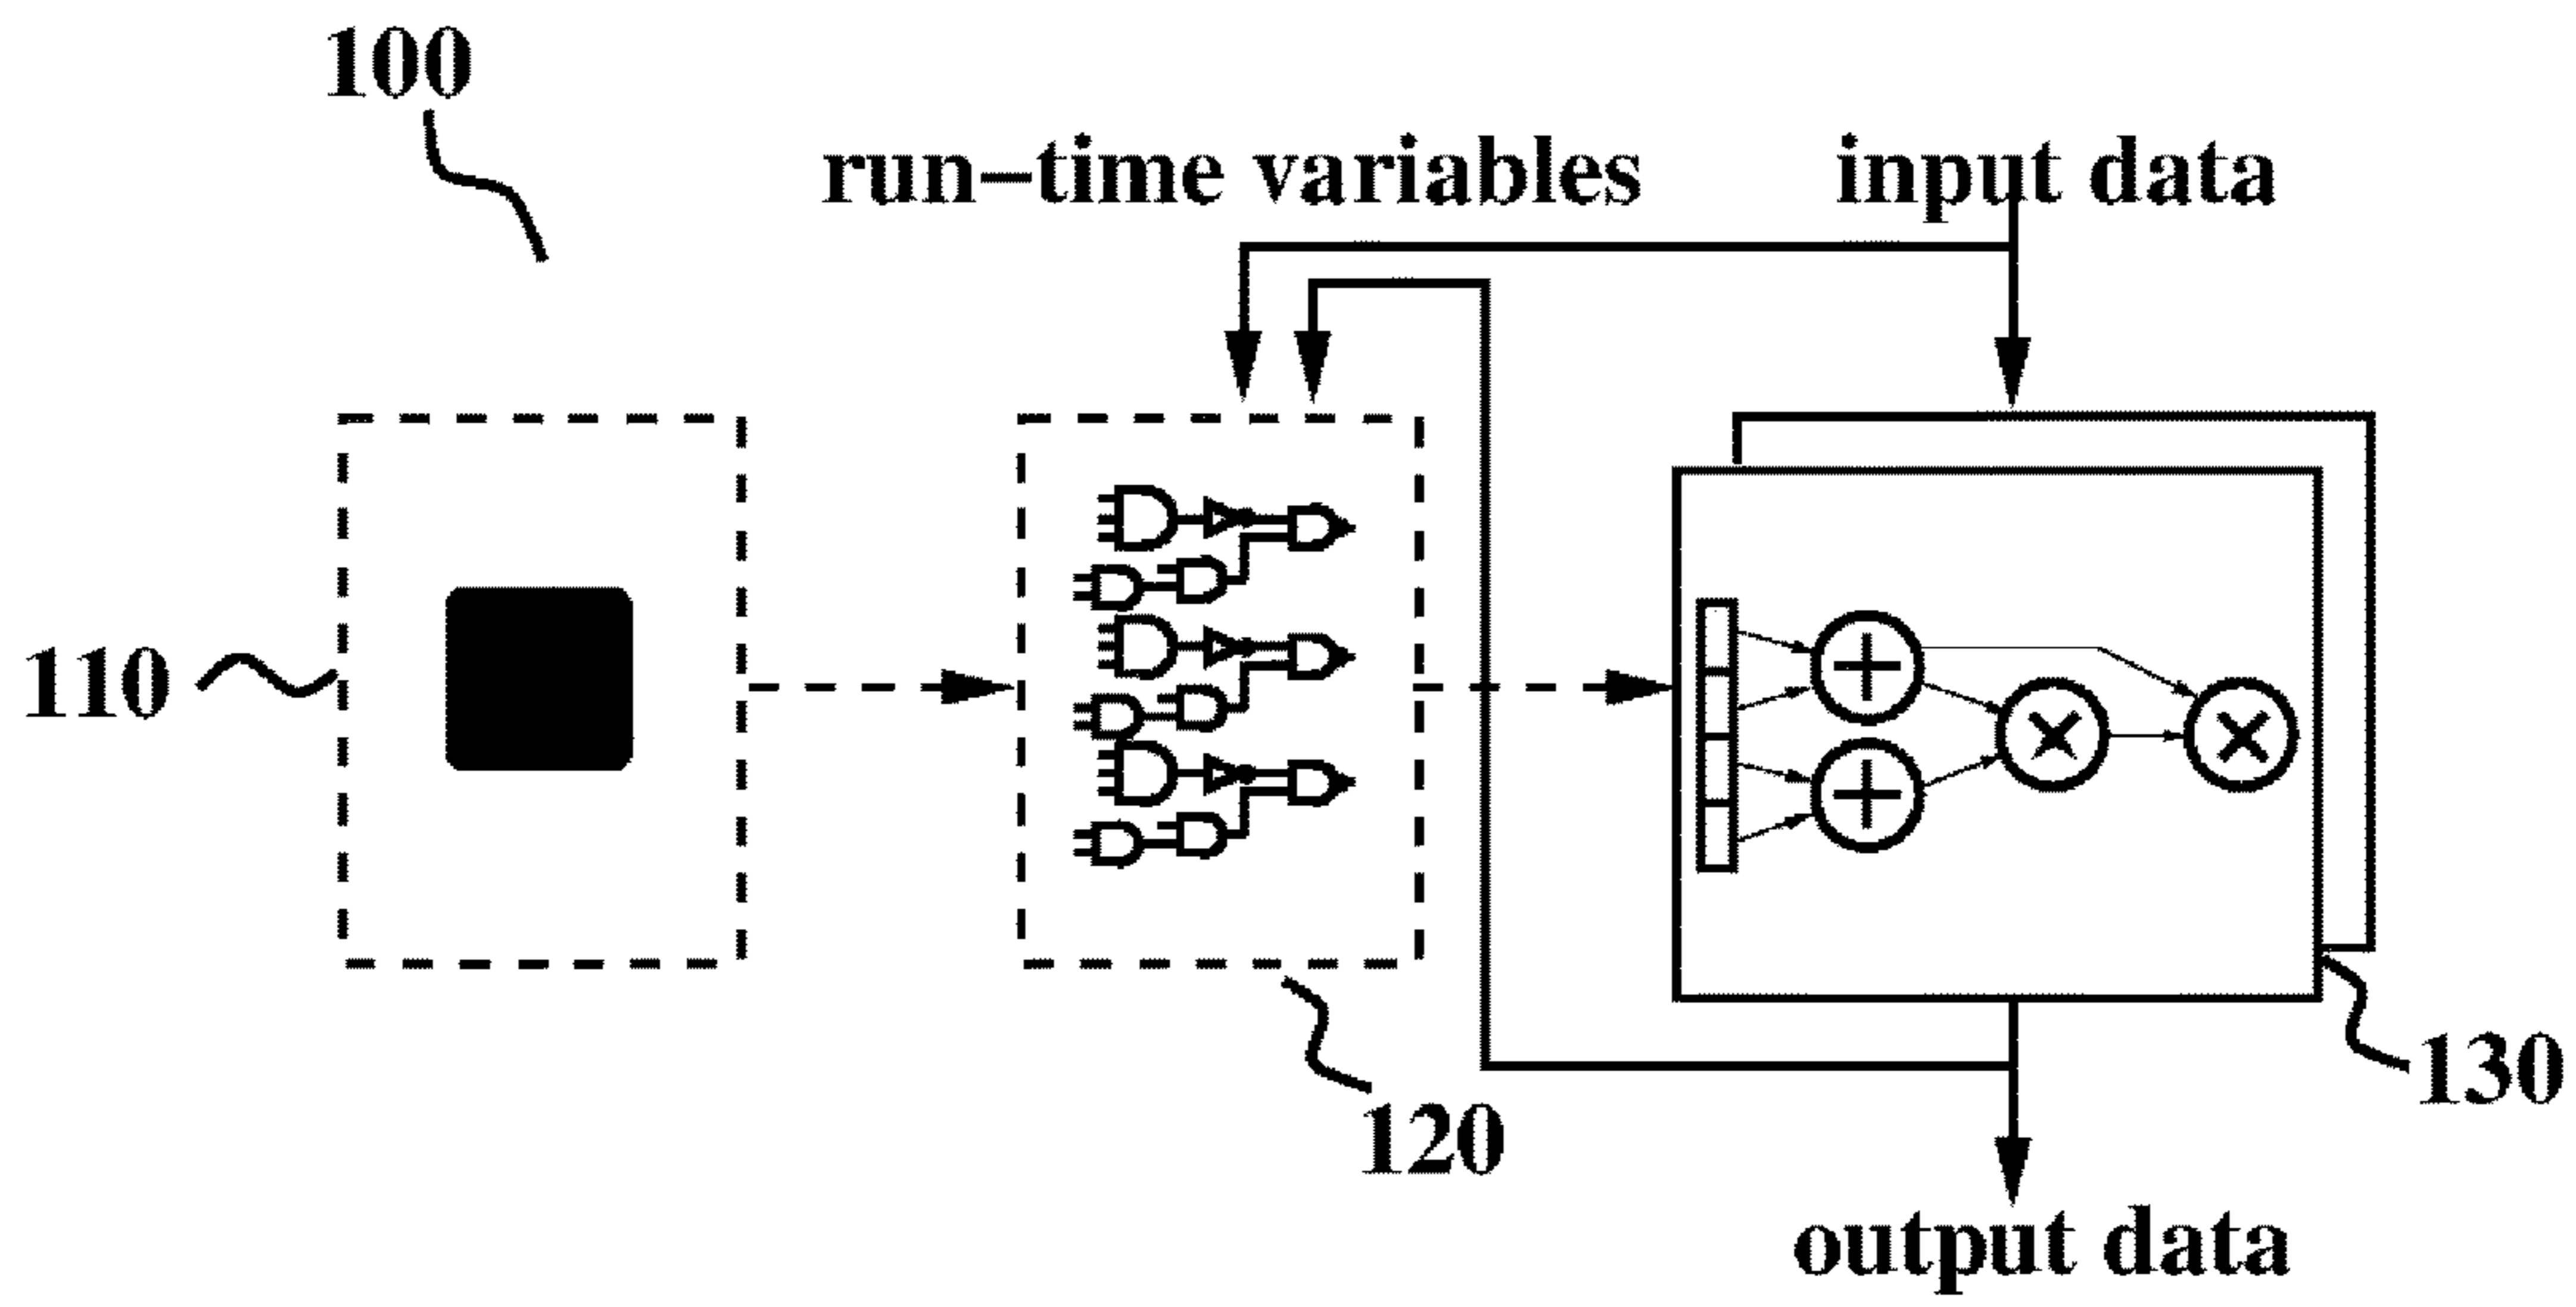 100
run–time variables
input data
110
120
130
output data